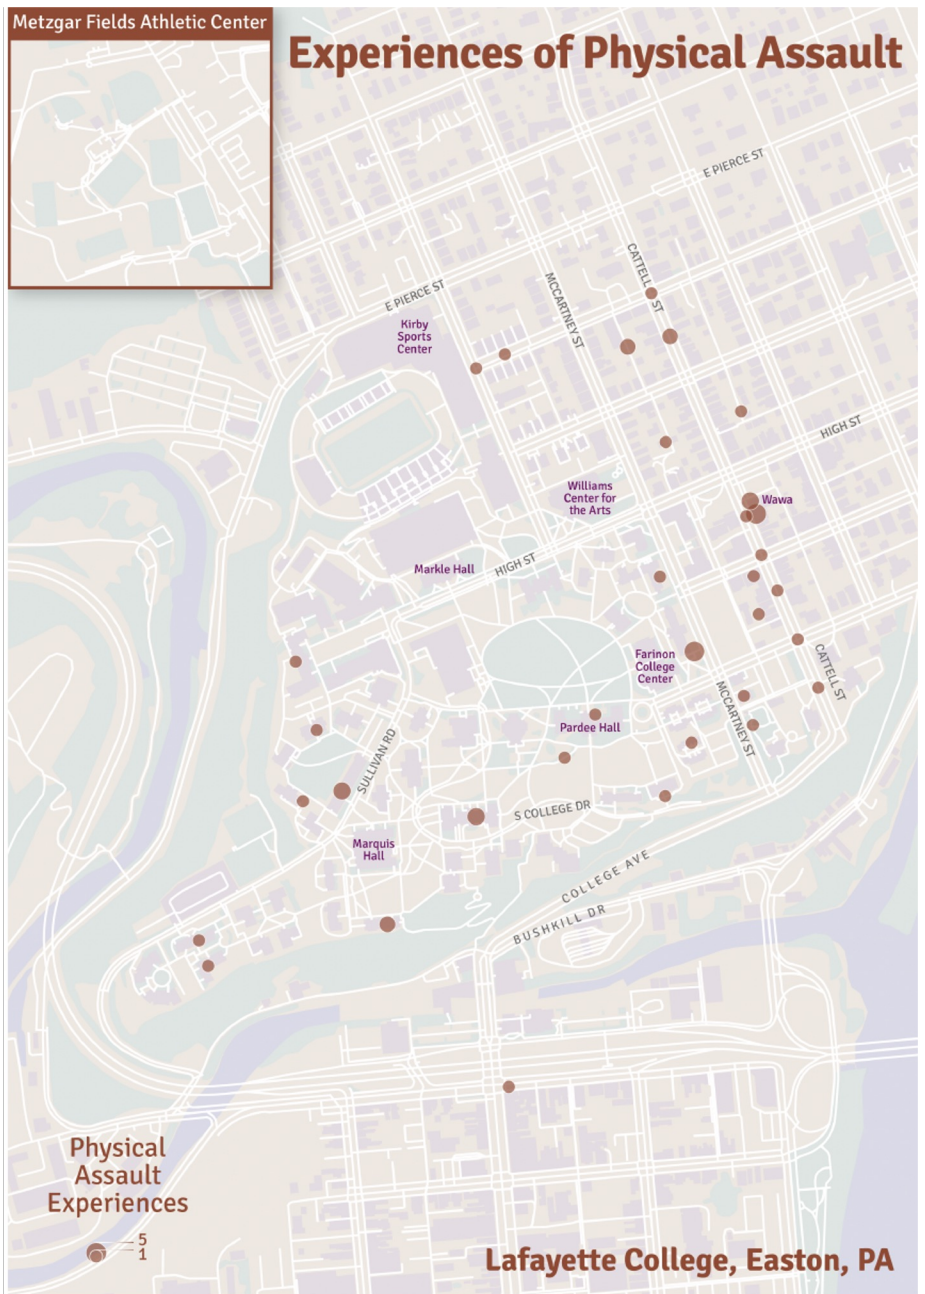 Metzgar Fields Athletic Center
Experiences of Physical Assault
E PIERCE ST
CATTELL ST
MCCARTNEY ST
E PIERCE ST
Kirby
Sports
Center
HIGH ST
Williams
Center for
the Arts
Wawa
Markle Hall
HIGH ST
Farinon
College
Center
CATTELL ST
MCCARTNEY ST
Pardee Hall
SULLIVAN RD
S COLLEGE DR
Marquis
Hall
COLLEGE AVE
BUSHKILL DR
Physical
Assault
Experiences
5
1
Lafayette College, Easton, PA